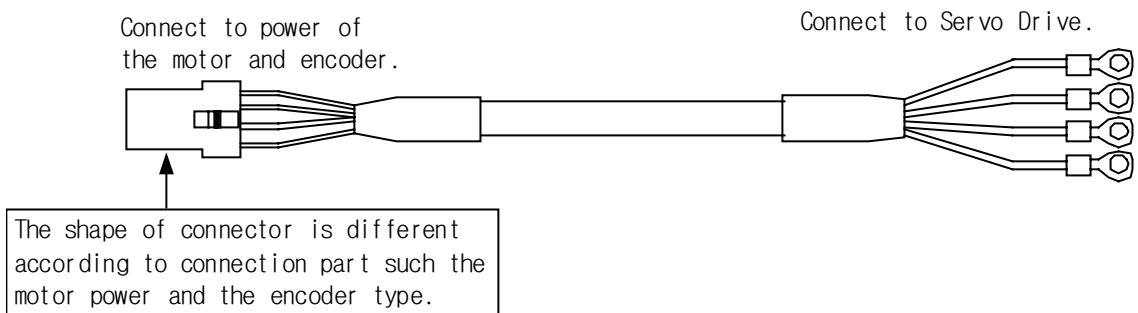 Connect to power of
the motor and encoder.
Connect to Servo Drive.
The shape of connector is different
according to connection part such the
motor power and the encoder type.